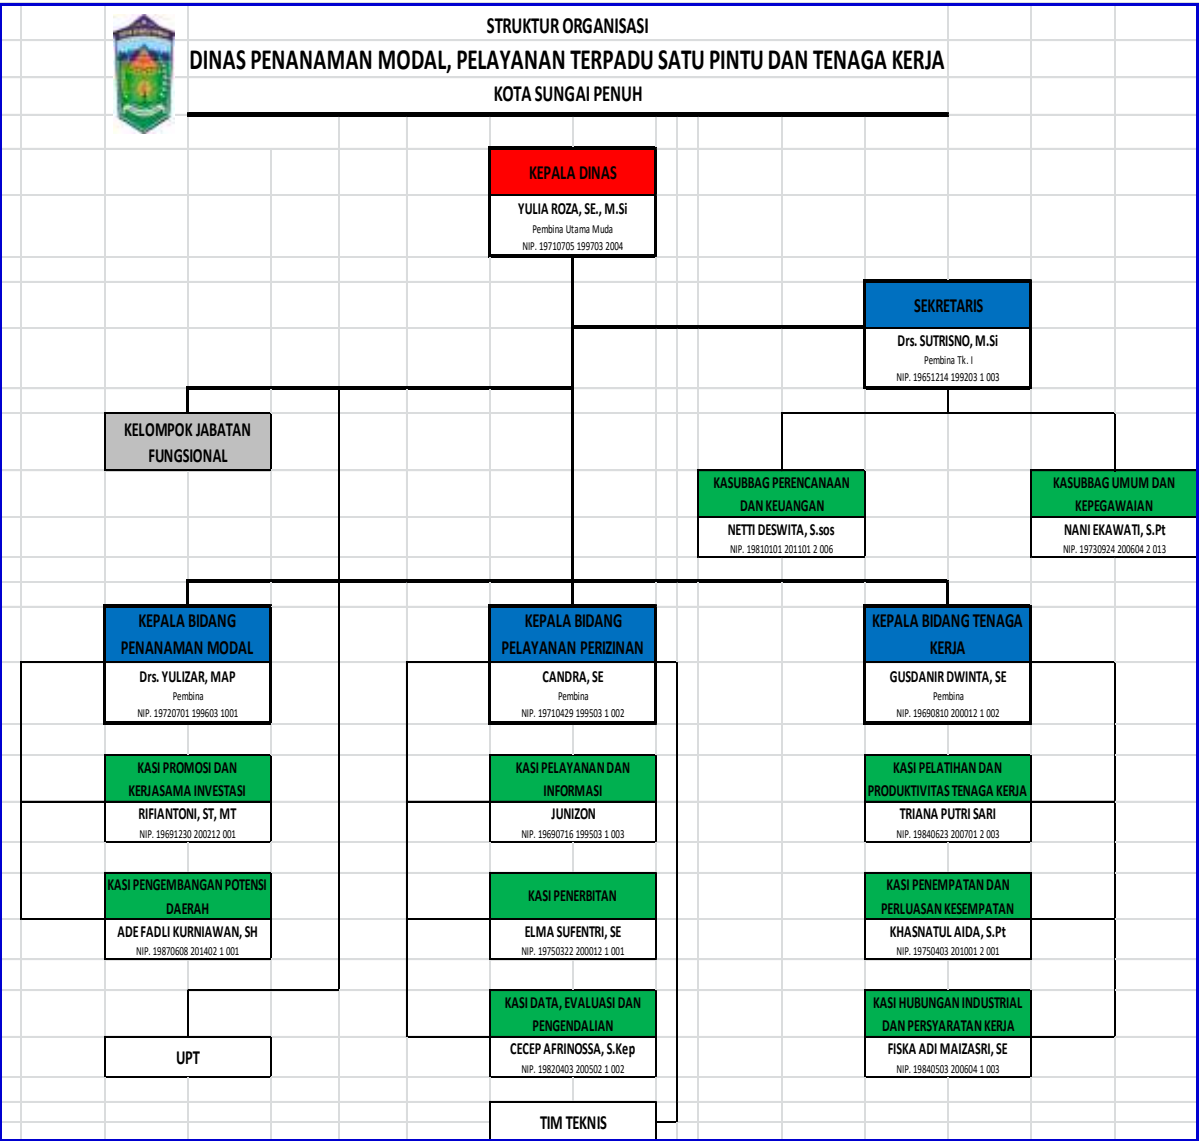 STRUKTUR ORGANISASI
DINAS PENANAMAN MODAL, PELAYANAN TERPADU SATU PINTU DAN TENAGA KERJA
KOTA SUNGAI PENUH
KEPALA DINAS
YULIA ROZA, SE., M.Si
Pembina Utama Muda
NIP. 19710705 199703 2004
SEKRETARIS
Drs. SUTRISNO, M.Si
Pembina Tk. I
NIP. 19651214 199203 1 003
KELOMPOK JABATAN
FUNGSIONAL
KASUBBAG PERENCANAAN
DAN KEUANGAN
NETTI DESWITA, S.sos
NIP. 19810101 201101 2 006
KASUBBAG UMUM DAN
KEPEGAWAIAN
NANI EKAWATI, S.Pt
NIP. 19730924 200604 2 013
KEPALA BIDANG
PENANAMAN MODAL
Drs. YULIZAR, MAP
Pembina
NIP. 19720701 199603 1001
KASI PROMOSI DAN
KERJASAMA INVESTASI
RIFIANTONI, ST, MT
NIP. 19691230 200212 001
KASI PENGEMBANGAN POTENSI
DAERAH
ADE FADLI KURNIAWAN, SH
NIP. 19870608 201402 1 001
UPT
KEPALA BIDANG
PELAYANAN PERIZINAN
CANDRA, SE
Pembina
NIP. 19710429 199503 1 002
KASI PELAYANAN DAN
INFORMASI
JUNIZON
NIP. 19690716 199503 1 003
KASI PENERBITAN
ELMA SUFENTRI, SE
NIP. 19750322 200012 1 001
KASI DATA, EVALUASI DAN
PENGENDALIAN
CECEP AFRINOSSA, S.Kep
NIP. 19820403 200502 1 002
TIM TEKNIS
KEPALA BIDANG TENAGA
KERJA
GUSDANIR DWINTA, SE
Pembina
NIP. 19690810 200012 1 002
KASI PELATIHAN DAN
PRODUKTIVITAS TENAGA KERJA
TRIANA PUTRI SARI
NIP. 19840623 200701 2 003
KASI PENEMPATAN DAN
PERLUASAN KESEMPATAN
KHASNATUL AIDA, S.Pt
NIP. 19750403 201001 2 001
KASI HUBUNGAN INDUSTRIAL
DAN PERSYARATAN KERJA
FISKA ADI MAIZASRI, SE
NIP. 19840503 200604 1 003